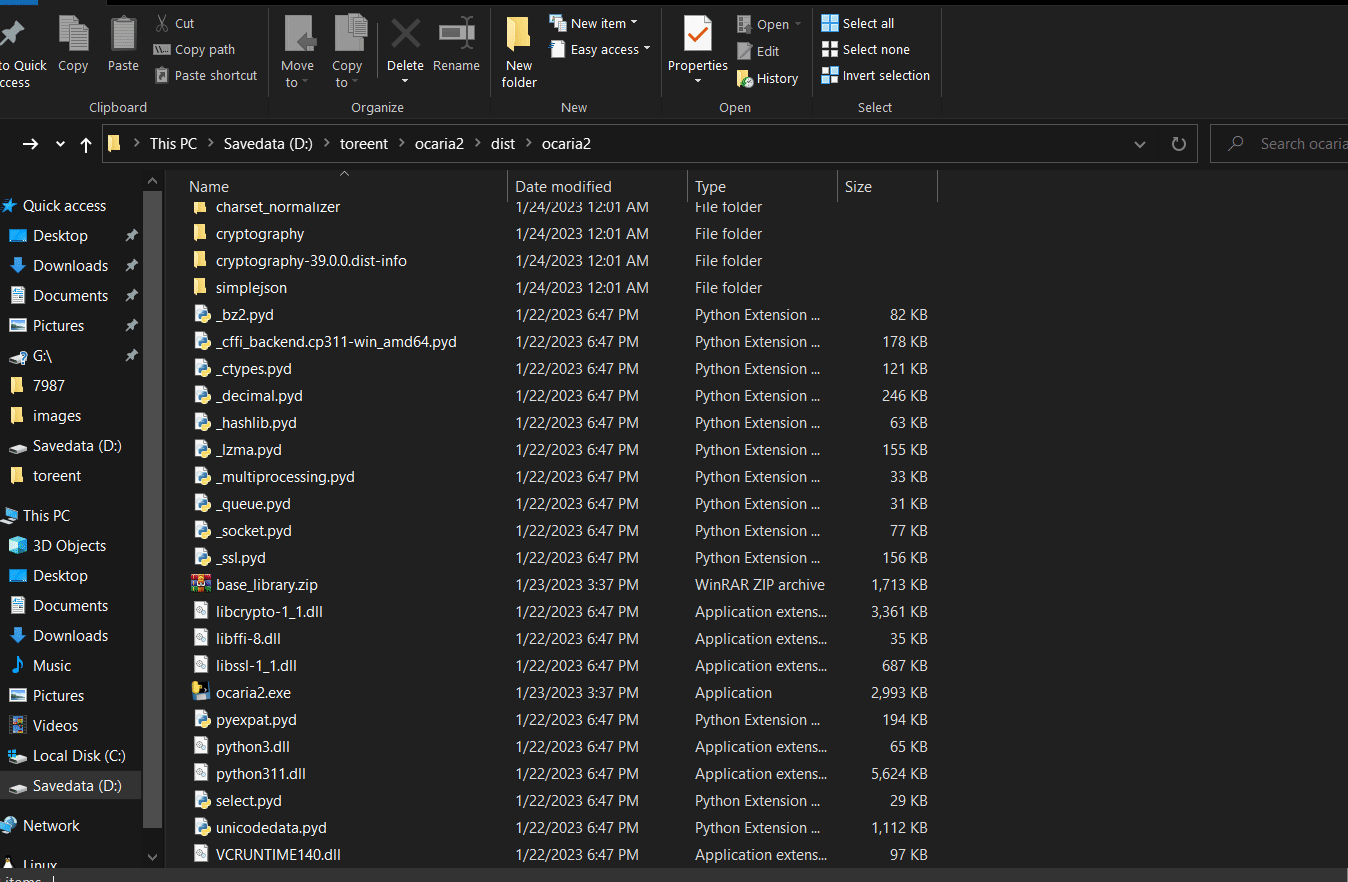 to Quick
ccess
Copy
Paste
Cut
Copy path
Paste shortcut
Clipboard
Move
to
Copy
to
Delete
Rename
Organize
New
folder
New item
Easy access
New
Properties
Open
Edit
History
Open
Select all
Select none
Invert selection
Select
This PC > Savedata (D:) > toreent > ocaria2 > dist > ocaria2
Search ocaria
Quick access
Desktop
Downloads
Documents
Pictures
G:\
7987
images
Savedata (D:)
toreent
This PC
3D Objects
Desktop
Documents
Downloads
Music
Pictures
Videos
Local Disk (C:)
Savedata (D:)
Network
Linux
Name Date modified Type Size
charset_normalizer 1/24/2023 12:01 AM File folder
cryptography 1/24/2023 12:01 AM File folder
cryptography-39.0.0.dist-info 1/24/2023 12:01 AM File folder
simplejson 1/24/2023 12:01 AM File folder
_bz2.pyd 1/22/2023 6:47 PM Python Extension ... 82 KB
_cffi_backend.cp311-win_amd64.pyd 1/22/2023 6:47 PM Python Extension ... 178 KB
_ctypes.pyd 1/22/2023 6:47 PM Python Extension ... 121 KB
_decimal.pyd 1/22/2023 6:47 PM Python Extension ... 246 KB
_hashlib.pyd 1/22/2023 6:47 PM Python Extension ... 63 KB
_lzma.pyd 1/22/2023 6:47 PM Python Extension ... 155 KB
_multiprocessing.pyd 1/22/2023 6:47 PM Python Extension ... 33 KB
_queue.pyd 1/22/2023 6:47 PM Python Extension ... 31 KB
_socket.pyd 1/22/2023 6:47 PM Python Extension ... 77 KB
_ssl.pyd 1/22/2023 6:47 PM Python Extension ... 156 KB
base_library.zip 1/23/2023 3:37 PM WinRAR ZIP archive 1,713 KB
libcrypto-1_1.dll 1/22/2023 6:47 PM Application extens... 3,361 KB
libffi-8.dll 1/22/2023 6:47 PM Application extens... 35 KB
libssl-1_1.dll 1/22/2023 6:47 PM Application extens... 687 KB
ocaria2.exe 1/23/2023 3:37 PM Application 2,993 KB
pyexpat.pyd 1/22/2023 6:47 PM Python Extension ... 194 KB
python3.dll 1/22/2023 6:47 PM Application extens... 65 KB
python311.dll 1/22/2023 6:47 PM Application extens... 5,624 KB
select.pyd 1/22/2023 6:47 PM Python Extension ... 29 KB
unicodedata.pyd 1/22/2023 6:47 PM Python Extension ... 1,112 KB
VCRUNTIME140.dll 1/22/2023 6:47 PM Application extens... 97 KB
items